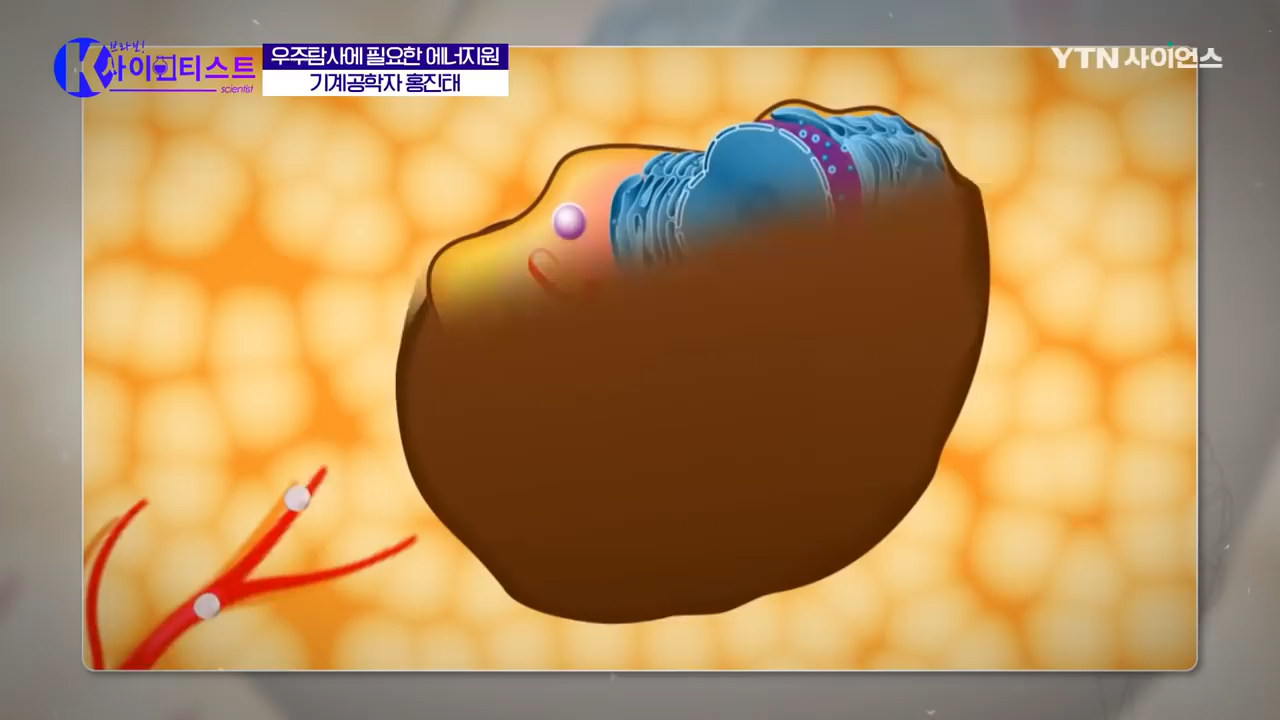 브라보!
K사이언티스트
scientist
우주탐사에 필요한 에너지원
기계공학자 홍진태
YTN 사이언스